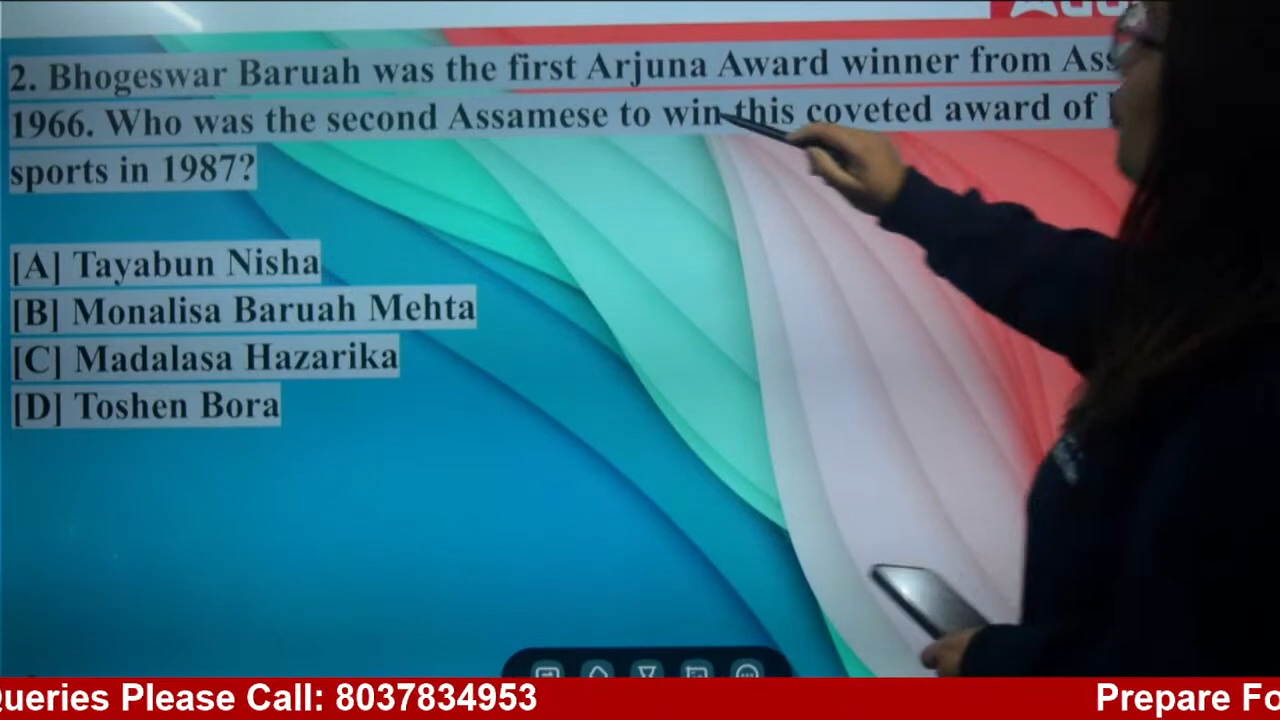 2. Bhogeswar Baruah was the first Arjuna Award winner from
1966. Who was the second Assamese to win this coveted award of
sports in 1987?
[A] Tayabun Nisha
[B] Monalisa Baruah Mehta
[C] Madalasa Hazarika
[D] Toshen Bora
Please Call: 8037834953
Prepare